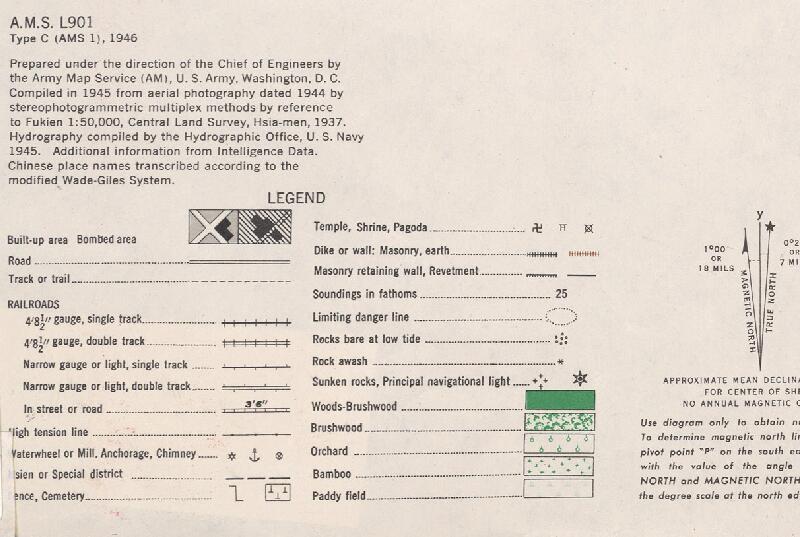 A.M.S. L901
Type C (AMS 1), 1946
Prepared under the direction of the Chief of Engineers by
the Army Map Service (AM), U. S. Army, Washington, D. C.
Compiled in 1945 from aerial photography dated 1944 by
stereophotogrammetric multiplex methods by reference
to Fukien 1:50,000, Central Land Survey, Hsia-men, 1937.
Hydrography compiled by the Hydrographic Office, U. S. Navy
1945. Additional information from Intelligence Data.
Chinese place names transcribed according to the
modified Wade-Giles System.
LEGEND
Built-up area Bombed area
Road
Track or trail
RAILROADS
4'8½" gauge, single track
4'8½" gauge, double track
Narrow gauge or light, single track
Narrow gauge or light, double track
In street or road 3'6"
High tension line
Waterwheel or Mill, Anchorage, Chimney
Hsien or Special district
ence, Cemetery
Temple, Shrine, Pagoda
Dike or wall: Masonry, earth
Masonry retaining wall, Revetment
Soundings in fathoms 25
Limiting danger line
Rocks bare at low tide
Rock awash
Sunken rocks, Principal navigational light
Woods-Brushwood
Brushwood
Orchard
Bamboo
Paddy field
y
1°00'
OR
18 MILS
0°2
OR
7 MI
MAGNETIC NORTH
TRUE NORTH
APPROXIMATE MEAN DECLINA
FOR CENTER OF SHE
NO ANNUAL MAGNETIC C
Use diagram only to obtain nu
To determine magnetic north lin
pivot point "P" on the south ed
with the value of the angle
NORTH and MAGNETIC NORTH
the degree scale at the north ed